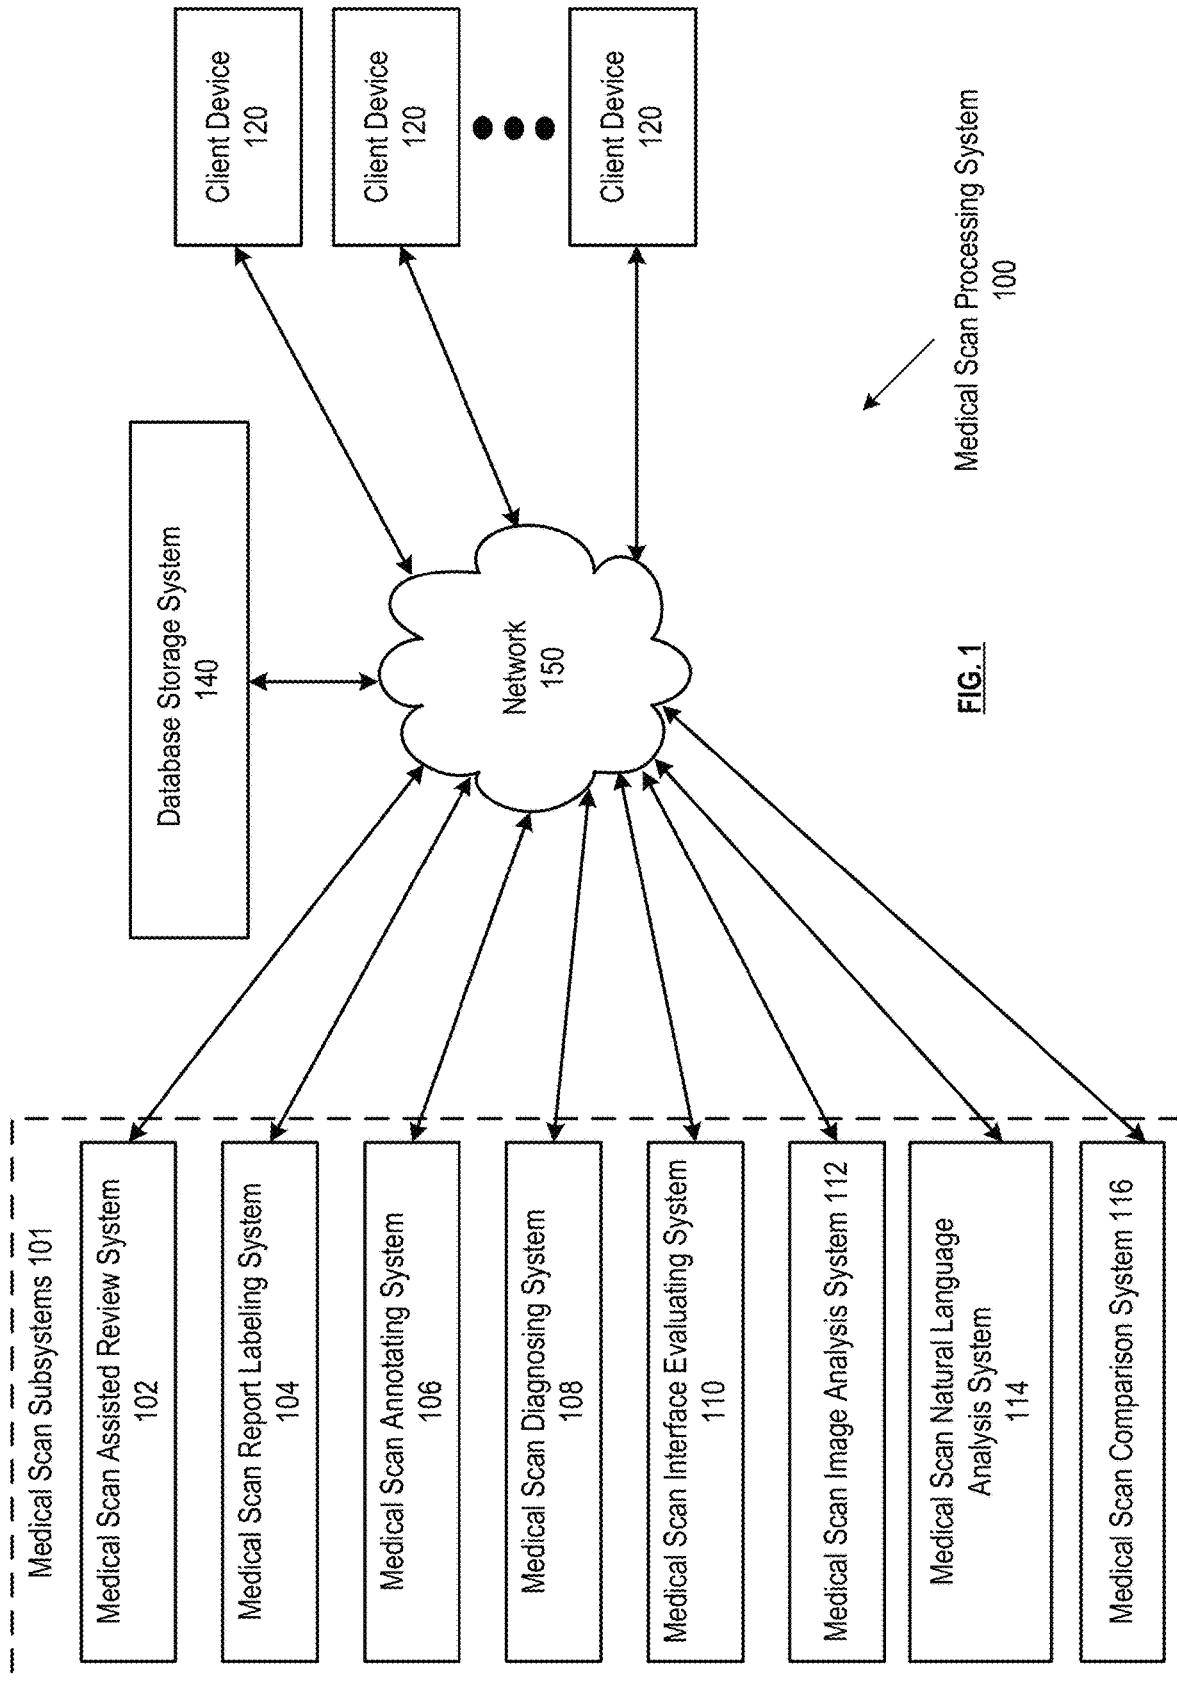 Medical Scan Subsystems 101
Medical Scan Assisted Review System
102
Medical Scan Report Labeling System
104
Medical Scan Annotating System
106
Medical Scan Diagnosing System
108
Medical Scan Interface Evaluating System
110
Medical Scan Image Analysis System 112
Medical Scan Natural Language
Analysis System
114
Medical Scan Comparison System 116
Database Storage System
140
Network
150
Client Device
120
Client Device
120
Client Device
120
Medical Scan Processing System
100
FIG. 1